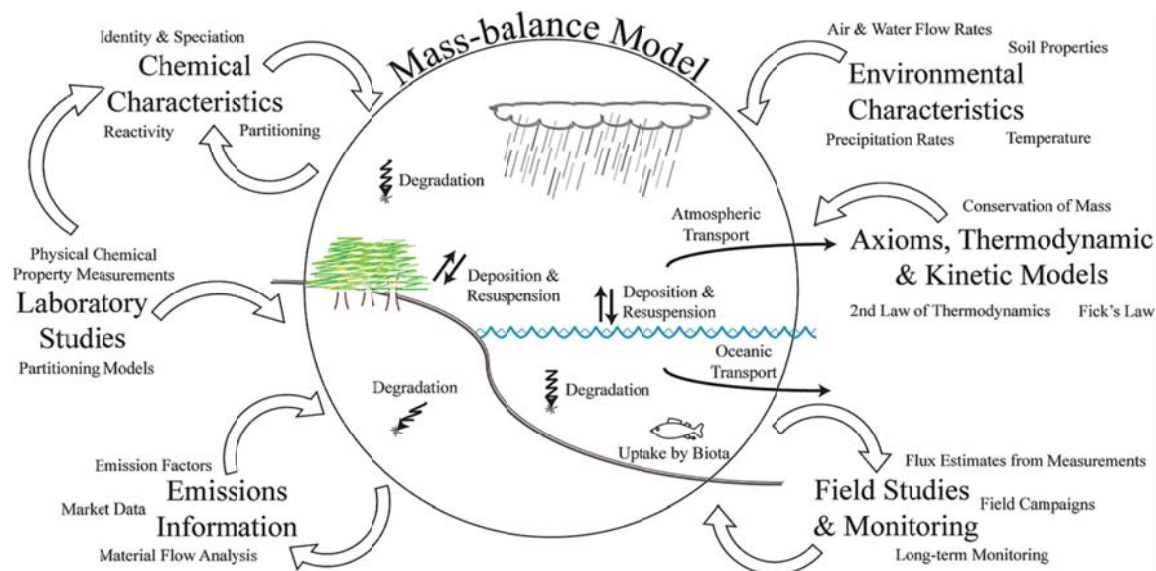 Mass-balance Model
Identity & Speciation
Chemical
Characteristics
Reactivity
Partitioning
Air & Water Flow Rates
Soil Properties
Environmental
Characteristics
Precipitation Rates
Temperature
Degradation
Atmospheric
Transport
Conservation of Mass
Axioms, Thermodynamic
& Kinetic Models
2nd Law of Thermodynamics
Fick's Law
Physical Chemical
Property Measurements
Laboratory
Studies
Partitioning Models
Deposition &
Resuspension
Deposition &
Resuspension
Oceanic
Transport
Degradation
Degradation
Uptake by Biota
Emission Factors
Emissions
Market Data
Information
Material Flow Analysis
Flux Estimates from Measurements
Field Studies
Field Campaigns
& Monitoring
Long-term Monitoring